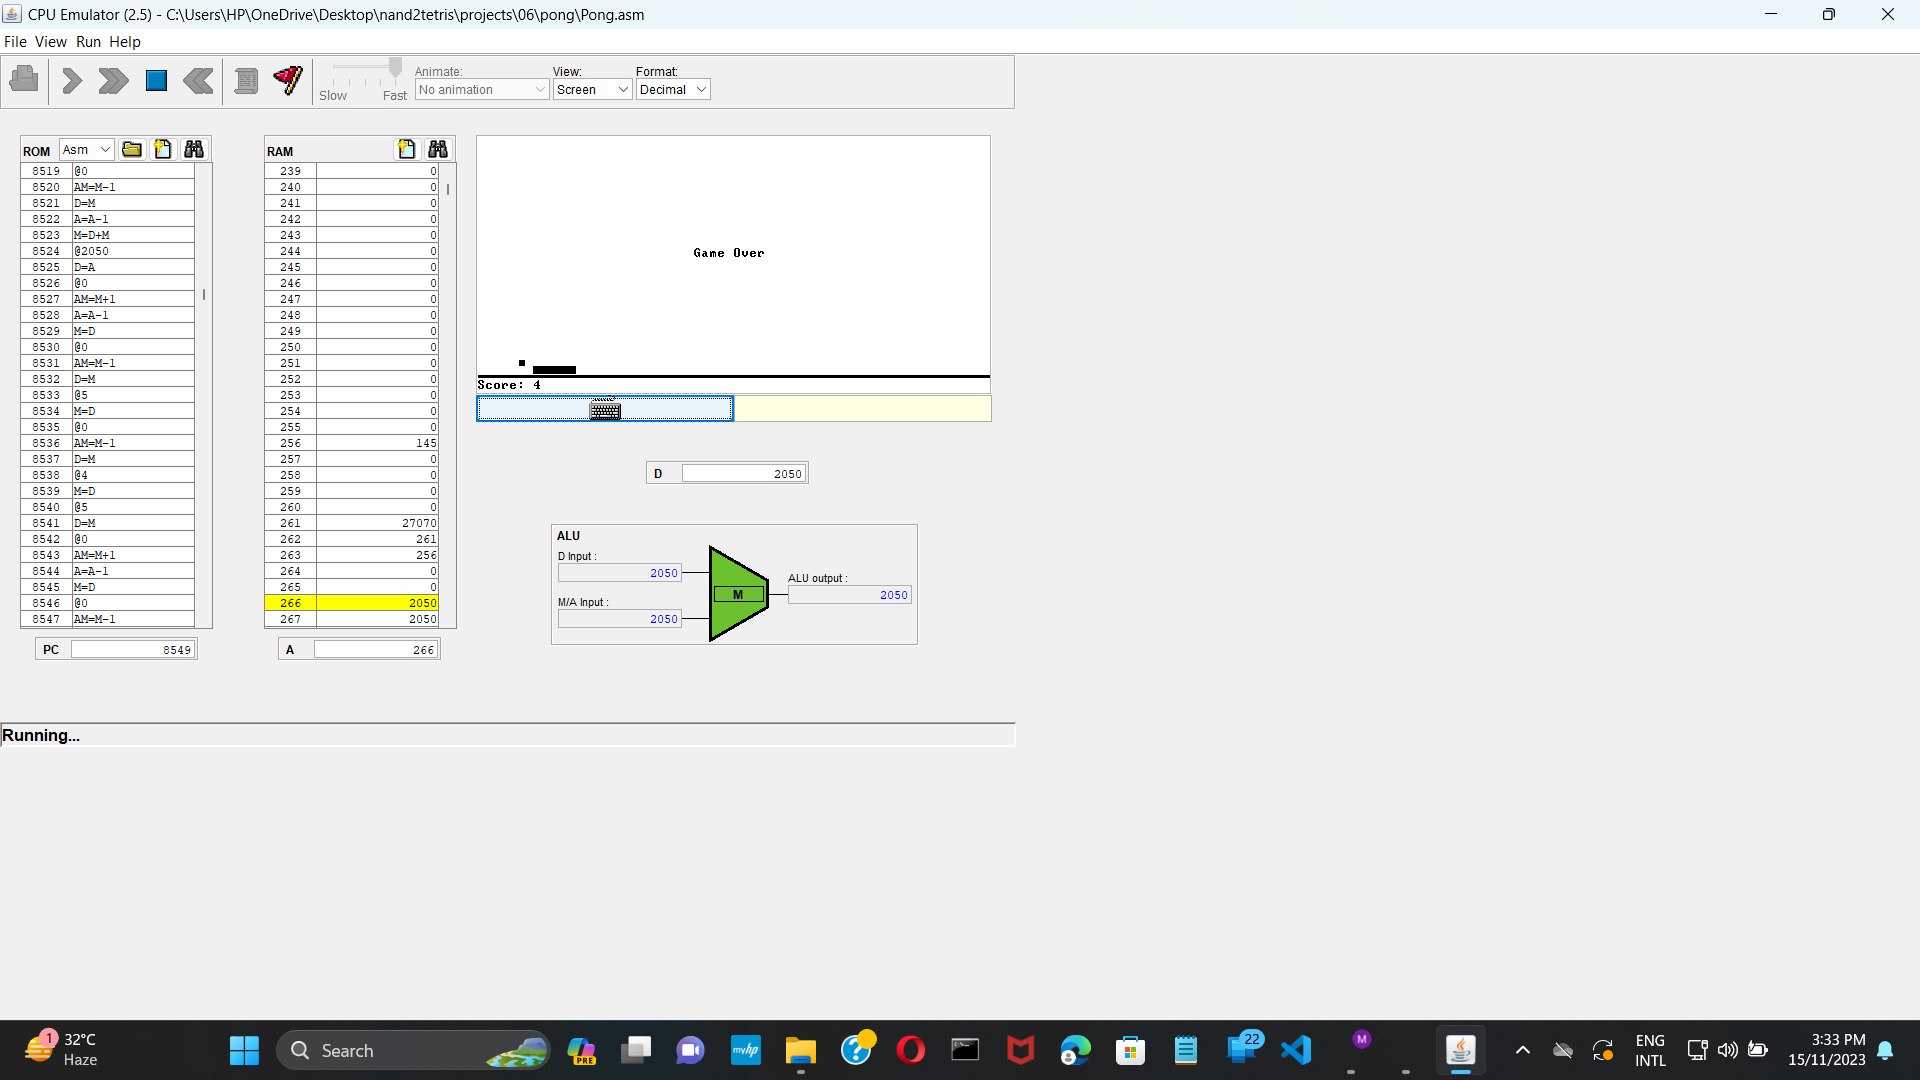 CPU Emulator (2.5) - C:\Users\HP\OneDrive\Desktop\nand2tetris\projects\06\pong\Pong.asm
File View Run Help
Slow Fast
Animate:
No animation
View:
Screen
Format:
Decimal
ROM Asm
8519 @0
8520 AM=M-1
8521 D=M
8522 A=A-1
8523 M=D+M
8524 @2050
8525 D=A
8526 @0
8527 AM=M+1
8528 A=A-1
8529 M=D
8530 @0
8531 AM=M-1
8532 D=M
8533 @5
8534 M=D
8535 @0
8536 AM=M-1
8537 D=M
8538 @4
8539 M=D
8540 @5
8541 D=M
8542 @0
8543 AM=M+1
8544 A=A-1
8545 M=D
8546 @0
8547 AM=M-1
PC 8549
RAM
239 0
240 0
241 0
242 0
243 0
244 0
245 0
246 0
247 0
248 0
249 0
250 0
251 0
252 0
253 0
254 0
255 0
256 145
257 0
258 0
259 0
260 0
261 27070
262 261
263 256
264 0
265 0
266 2050
267 2050
A 266
Game Over
Score: 4
D 2050
ALU
D Input :
2050
M/A Input :
2050
M
ALU output :
2050
Running...
1
32°C
Haze
Search
PRE
myhp
22
M
ENG
INTL
3:33 PM
15/11/2023